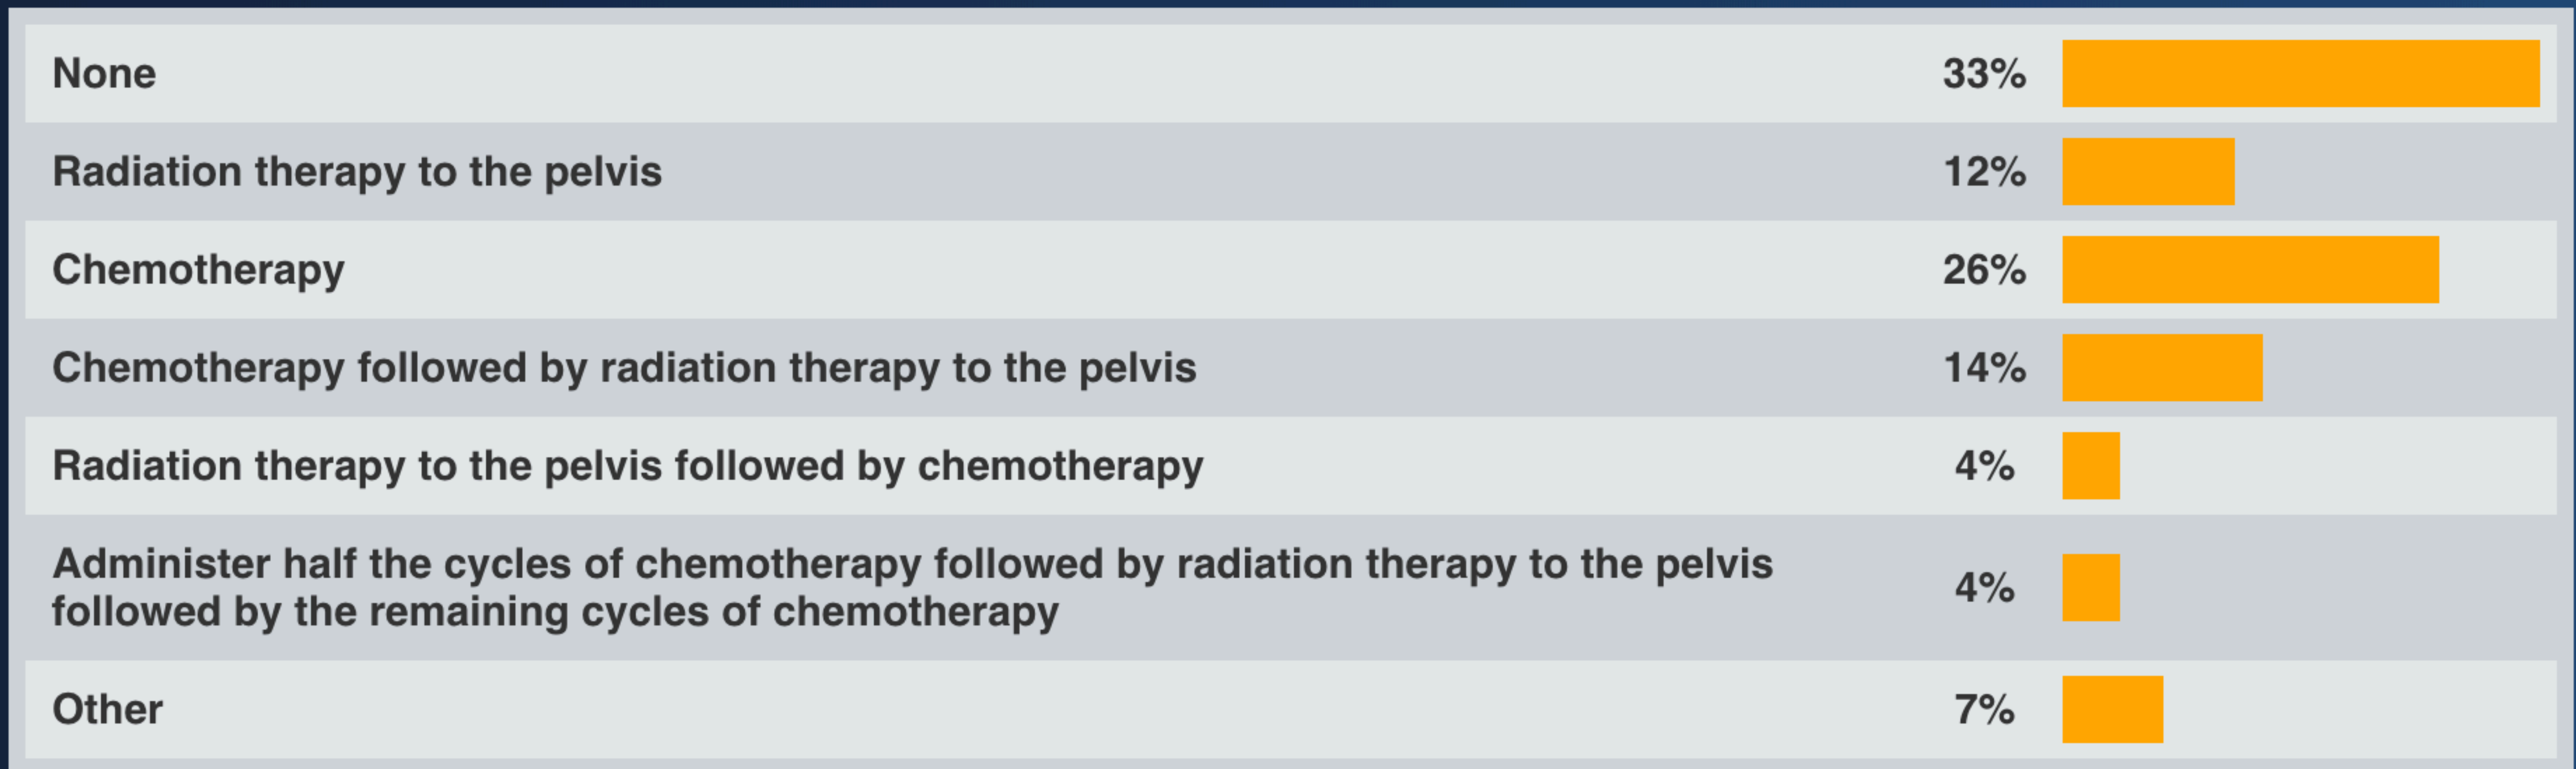 None 33%
Radiation therapy to the pelvis 12%
Chemotherapy 26%
Chemotherapy followed by radiation therapy to the pelvis 14%
Radiation therapy to the pelvis followed by chemotherapy 4%
Administer half the cycles of chemotherapy followed by radiation therapy to the pelvis
followed by the remaining cycles of chemotherapy 4%
Other 7%